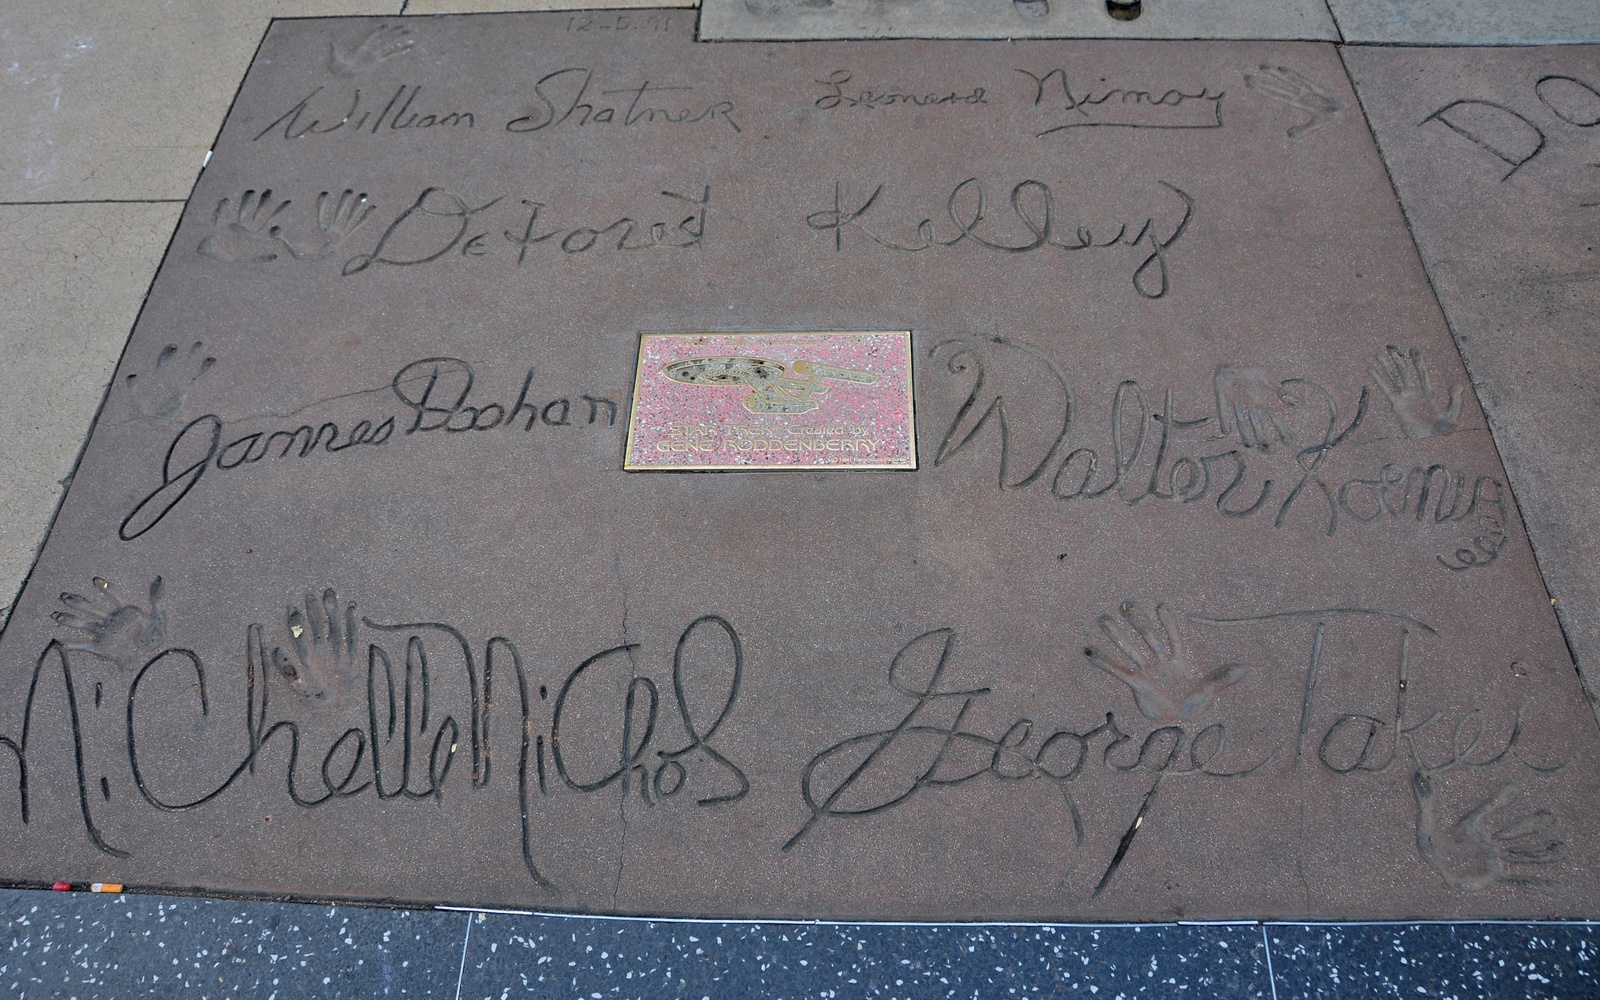 12-5-91
William Shatner Leonard Nimoy
DeForest Kelley
James Doohan
STAR TREK Created by
GENE RODDENBERRY
Walter Koenig
Nichelle Nichols
George Takei
DO